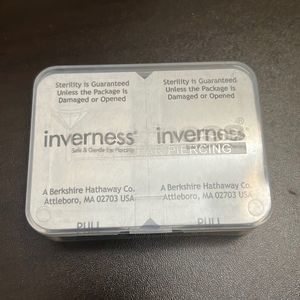 Sterility is Guaranteed
Unless the Package is
Damaged or Opened
inverness®
Safe & Gentle Ear Piercing
A Berkshire Hathaway Co.
Attleboro, MA 02703 USA
PULL
Sterility is Guaranteed
Unless the Package is
Damaged or Opened
inverness®
PIERCING
A Berkshire Hathaway Co.
Attleboro, MA 02703 USA
PULL